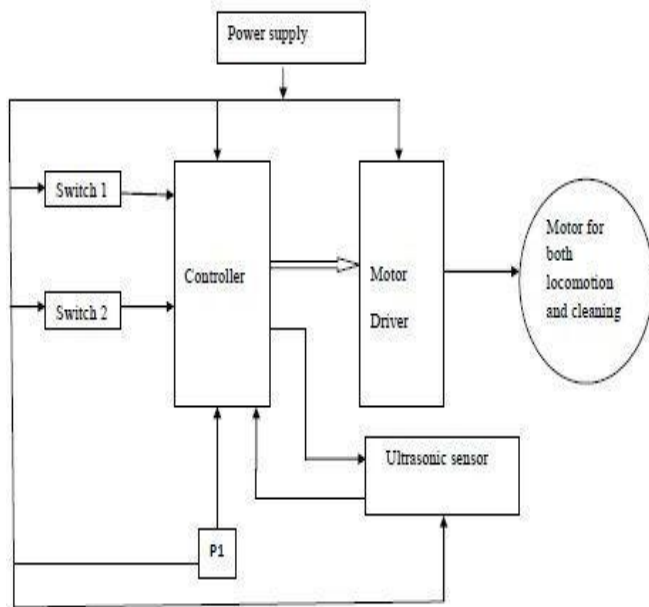 Power supply
Switch 1
Controller
Motor
Driver
Motor for
both
locomotion
and cleaning
Switch 2
Ultrasonic sensor
P1